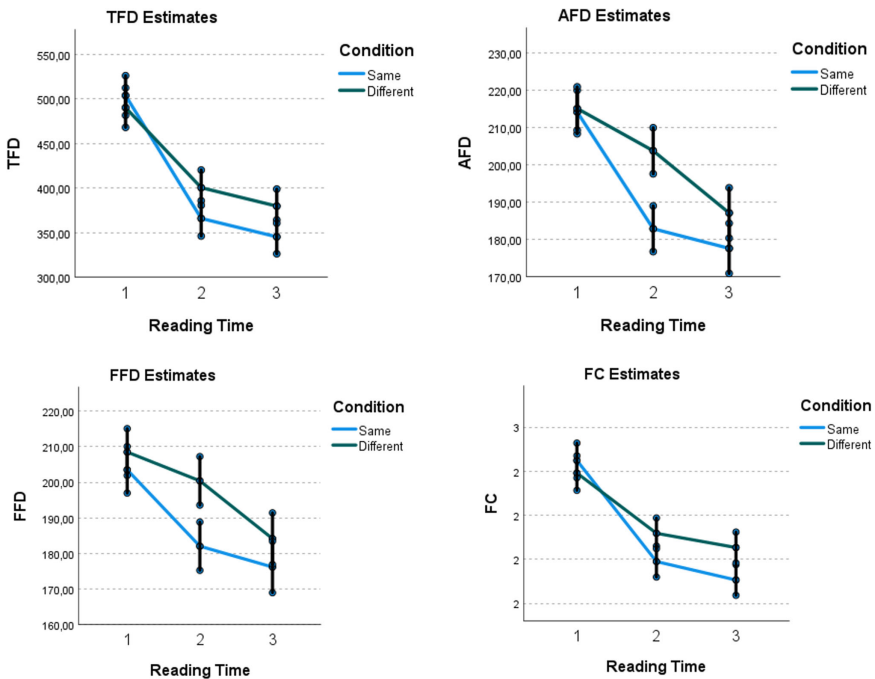 TFD Estimates
550,00
500,00
450,00
400,00
350,00
300,00
TFD
1 2 3
Reading Time
Condition
Same
Different
AFD Estimates
230,00
220,00
210,00
200,00
190,00
180,00
170,00
AFD
1 2 3
Reading Time
Condition
Same
Different
FFD Estimates
220,00
210,00
200,00
190,00
180,00
170,00
160,00
FFD
1 2 3
Reading Time
Condition
Same
Different
FC Estimates
3
2
2
2
2
FC
1 2 3
Reading Time
Condition
Same
Different